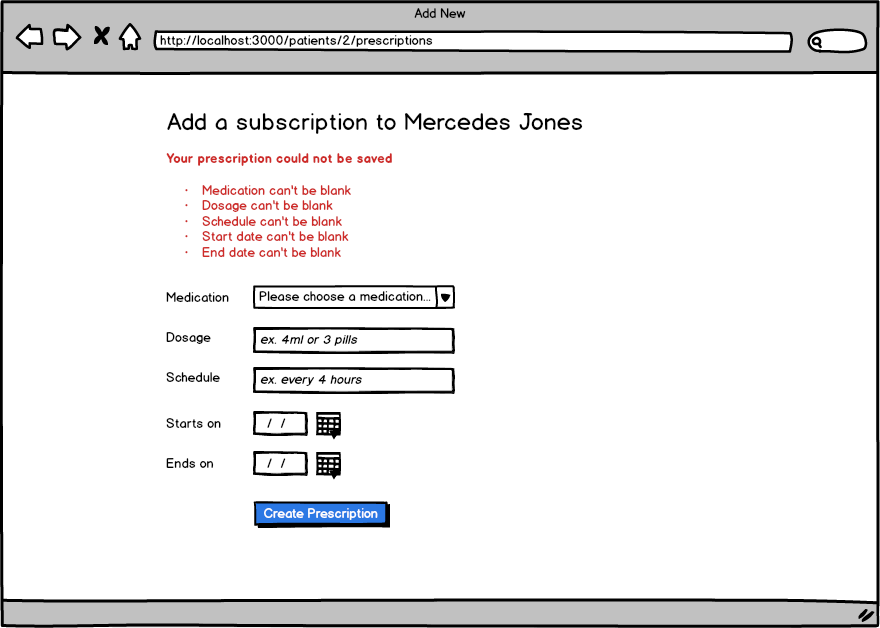 Add New
http://localhost:3000/patients/2/prescriptions
Add a subscription to Mercedes Jones
Your prescription could not be saved
· Medication can't be blank
· Dosage can't be blank
· Schedule can't be blank
· Start date can't be blank
· End date can't be blank
Medication Please choose a medication...
Dosage ex. 4ml or 3 pills
Schedule ex. every 4 hours
Starts on / /
Ends on / /
Create Prescription